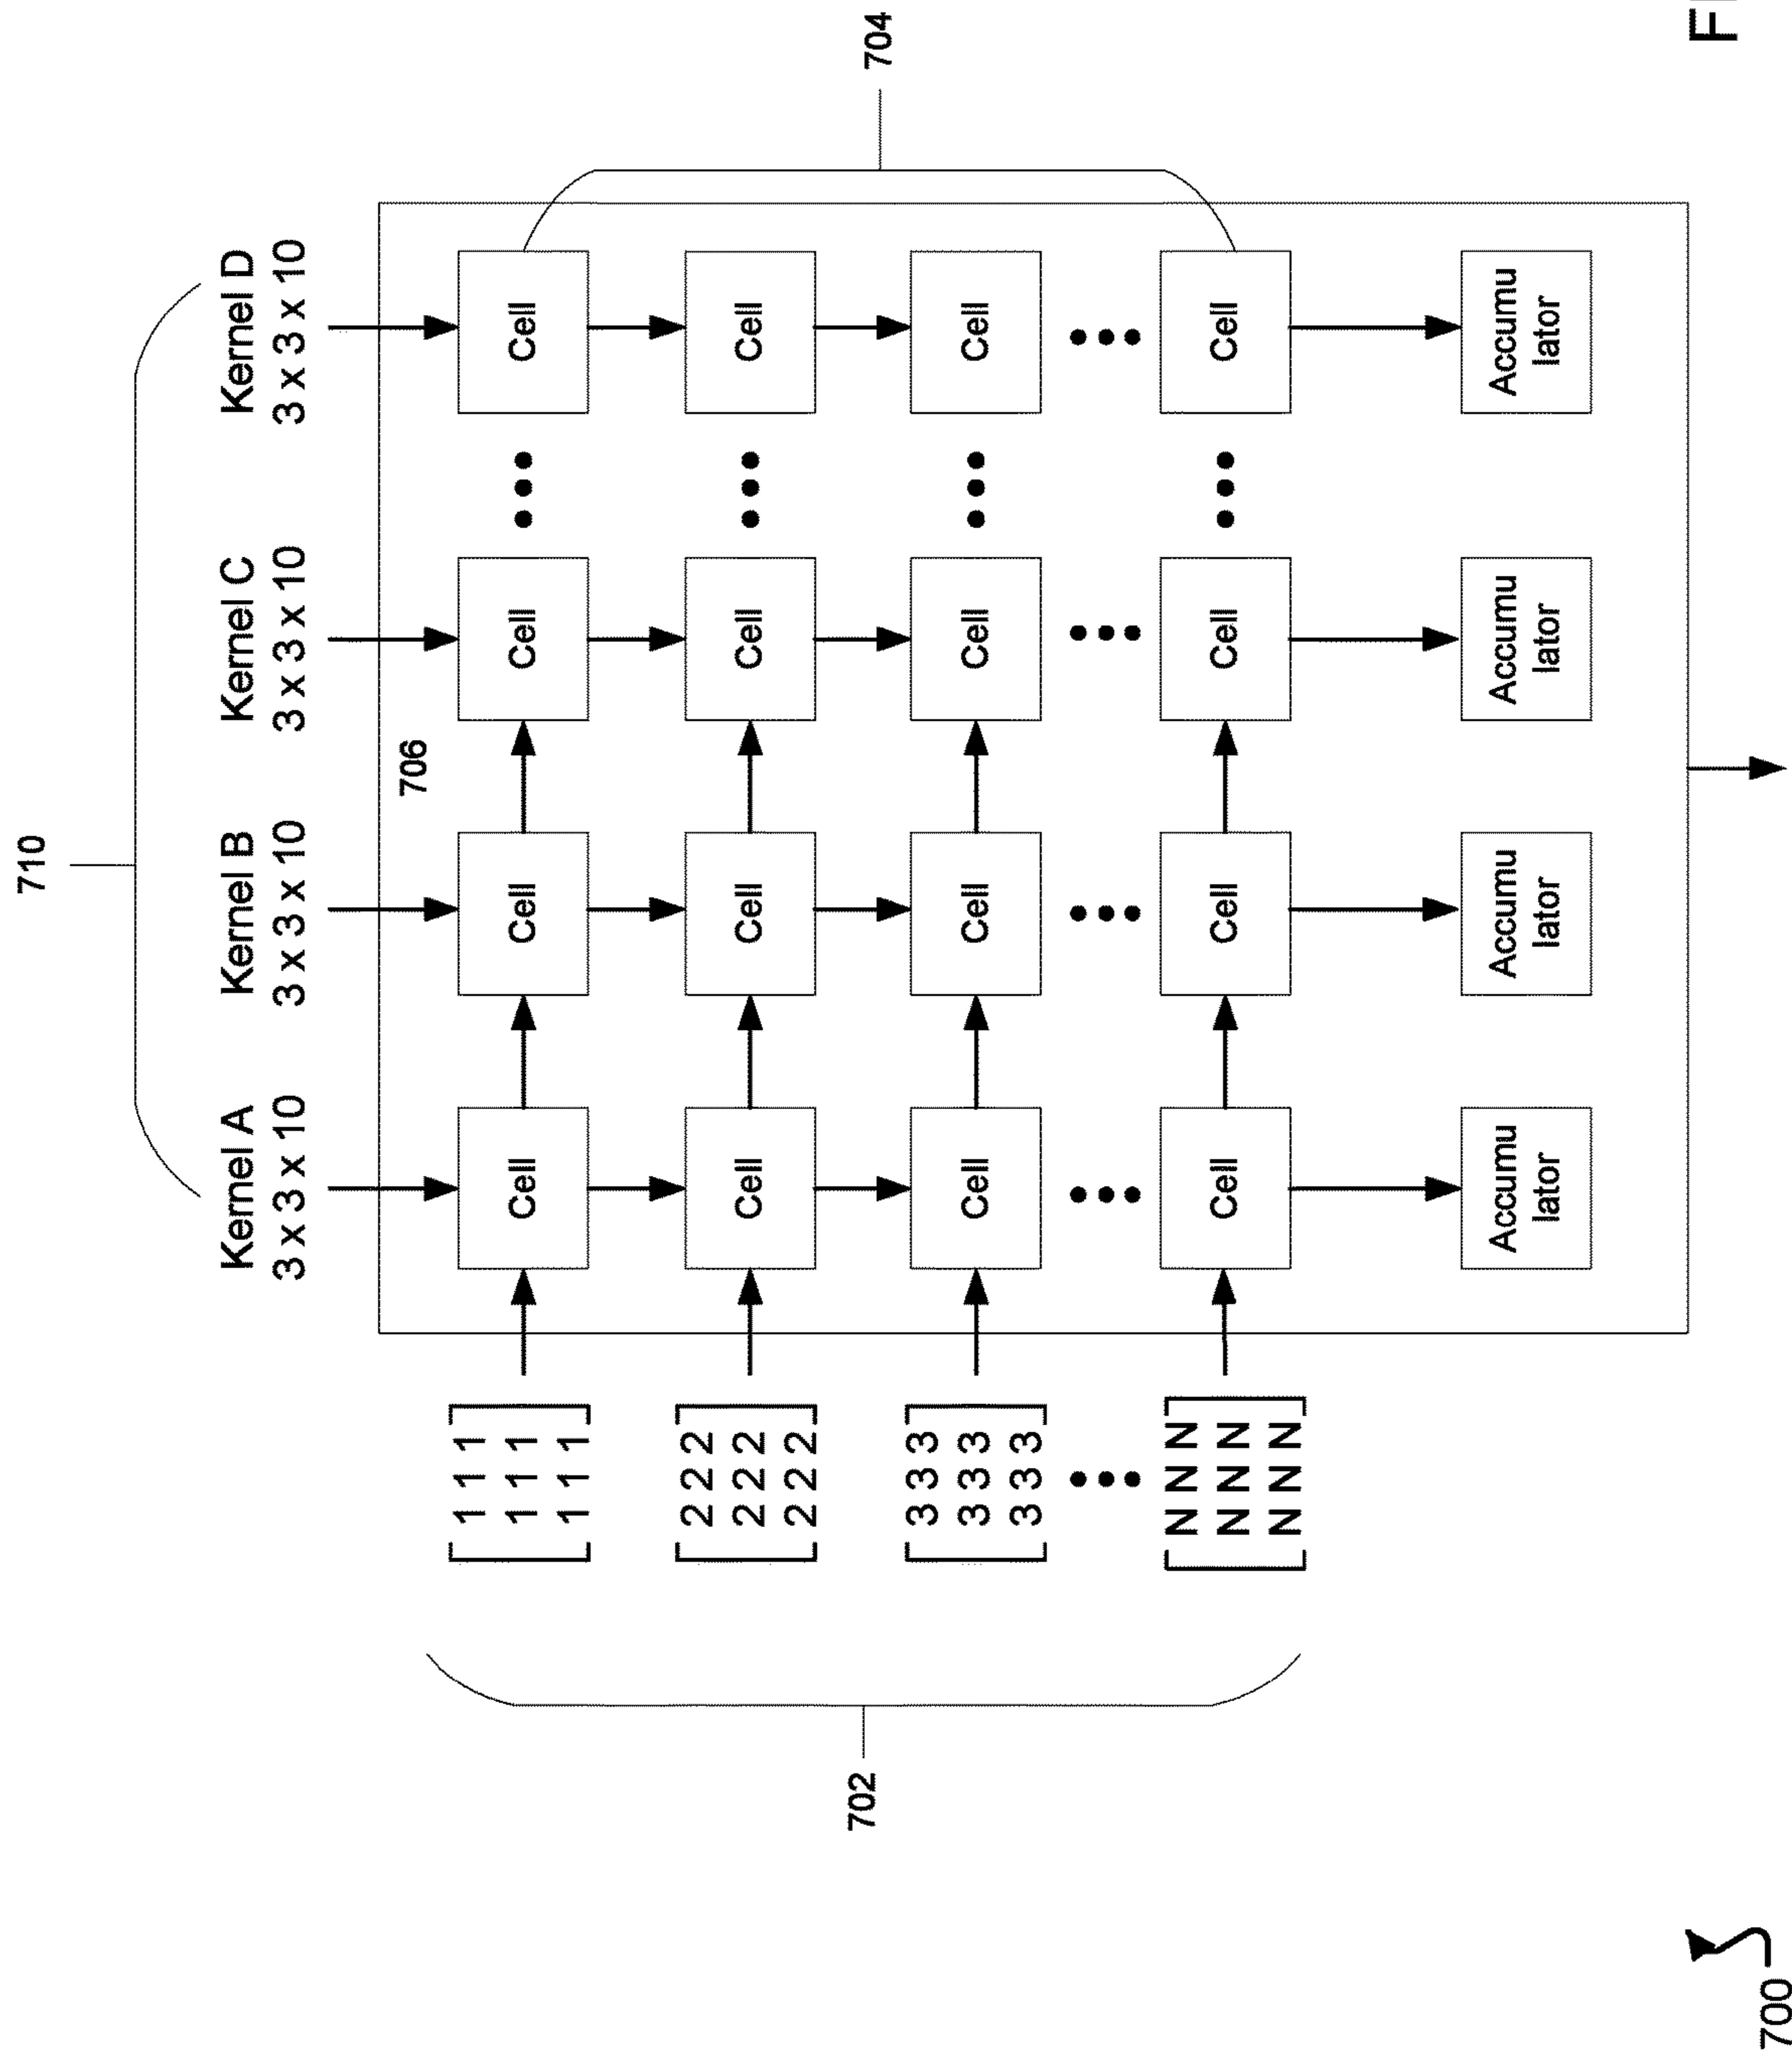 710
Kernel A Kernel B Kernel C Kernel D
3 x 3 x 10 3 x 3 x 10 3 x 3 x 10 3 x 3 x 10
706
1 1 1
1 1 1
1 1 1
Cell Cell Cell Cell
2 2 2
2 2 2
2 2 2
Cell Cell Cell Cell
702
704
3 3 3
3 3 3
3 3 3
Cell Cell Cell Cell
N N N
N N N
N N N
Cell Cell Cell Cell
Accumu Accumu Accumu Accumu
lator lator lator lator
700
F